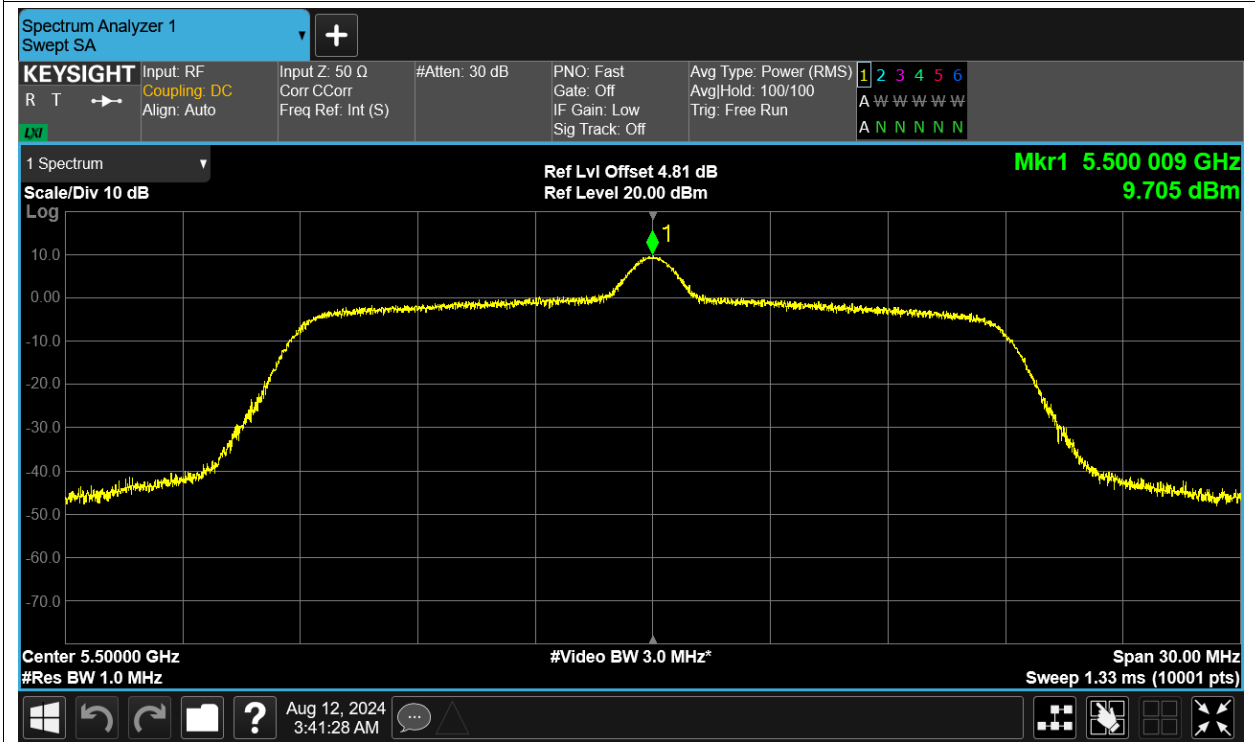 Spectrum Analyzer 1
Swept SA
KEYSIGHT
R T
LXI
Input: RF
Coupling: DC
Align: Auto
Input Z: 50 Ω
Corr CCorr
Freq Ref: Int (S)
#Atten: 30 dB
PNO: Fast
Gate: Off
IF Gain: Low
Sig Track: Off
Avg Type: Power (RMS)
Avg|Hold: 100/100
Trig: Free Run
1 2 3 4 5 6
A W W W W W
A N N N N N
1 Spectrum
Scale/Div 10 dB
Log
Ref Lvl Offset 4.81 dB
Ref Level 20.00 dBm
Mkr1 5.500 009 GHz
9.705 dBm
1
10.0
0.00
-10.0
-20.0
-30.0
-40.0
-50.0
-60.0
-70.0
Center 5.50000 GHz
#Res BW 1.0 MHz
#Video BW 3.0 MHz*
Span 30.00 MHz
Sweep 1.33 ms (10001 pts)
?
Aug 12, 2024
3:41:28 AM